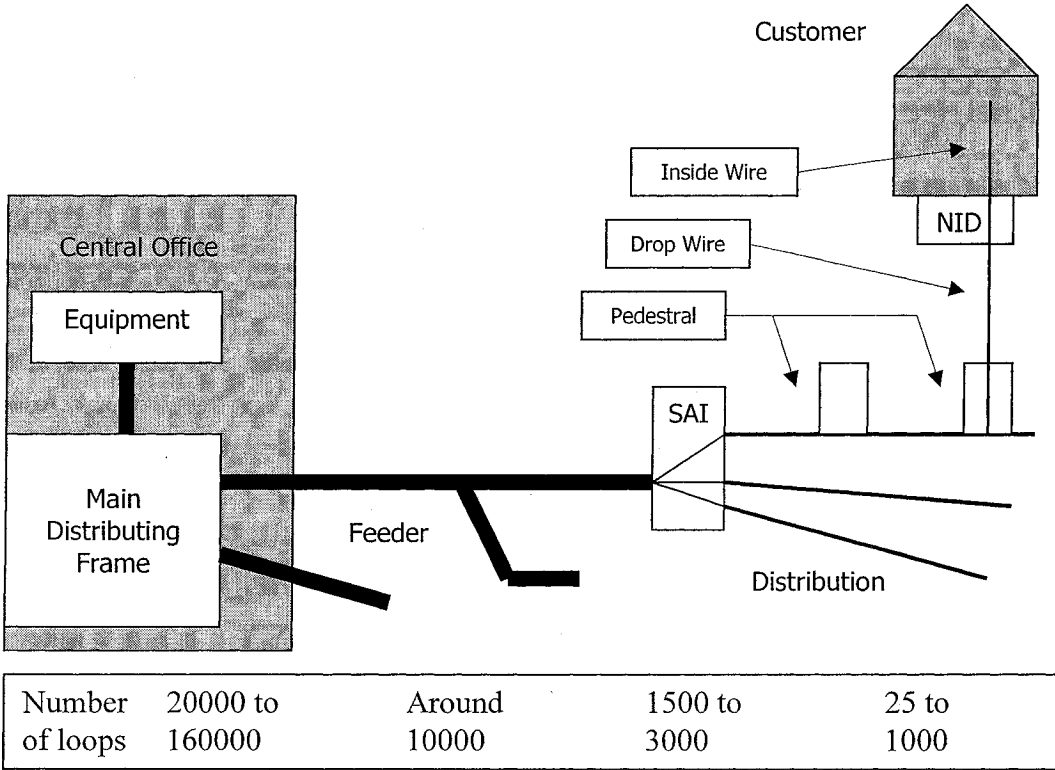 Customer
Inside Wire
NID
Drop Wire
Pedestral
Central Office
Equipment
SAI
Main
Distributing
Frame
Feeder
Distribution
Number 20000 to Around 1500 to 25 to
of loops 160000 10000 3000 1000